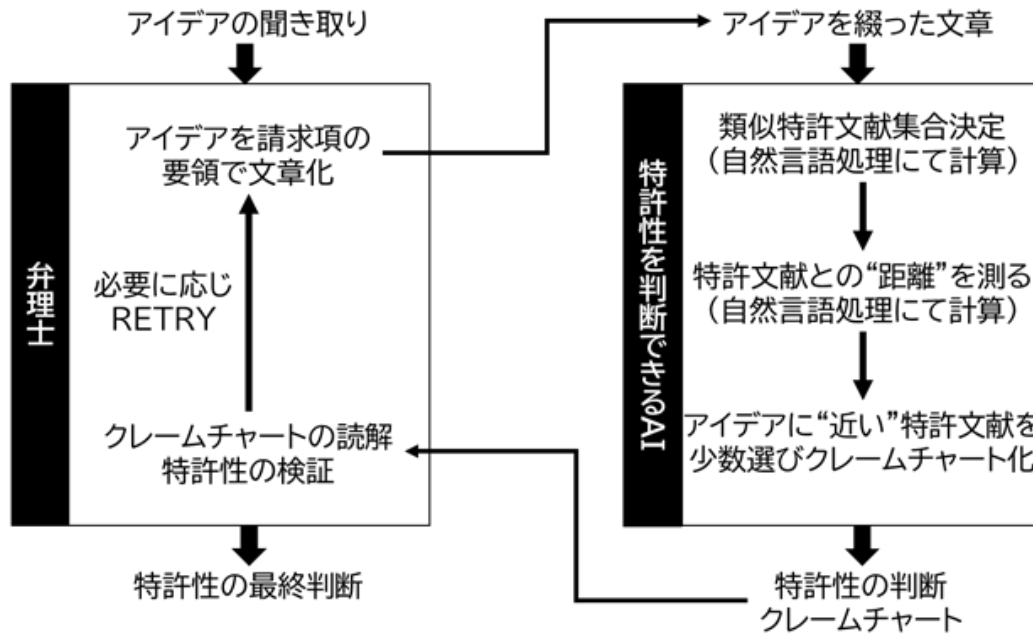 アイデアの聞き取り
弁理士
アイデアを請求項の
要領で文章化
必要に応じ
RETRY
クレームチャートの読解
特許性の検証
特許性の最終判断
アイデアを綴った文章
特許性を判断できるAI
類似特許文献集合決定
（自然言語処理にて計算）
特許文献との“距離”を測る
（自然言語処理にて計算）
アイデアに“近い”特許文献を
少数選びクレームチャート化
特許性の判断
クレームチャート